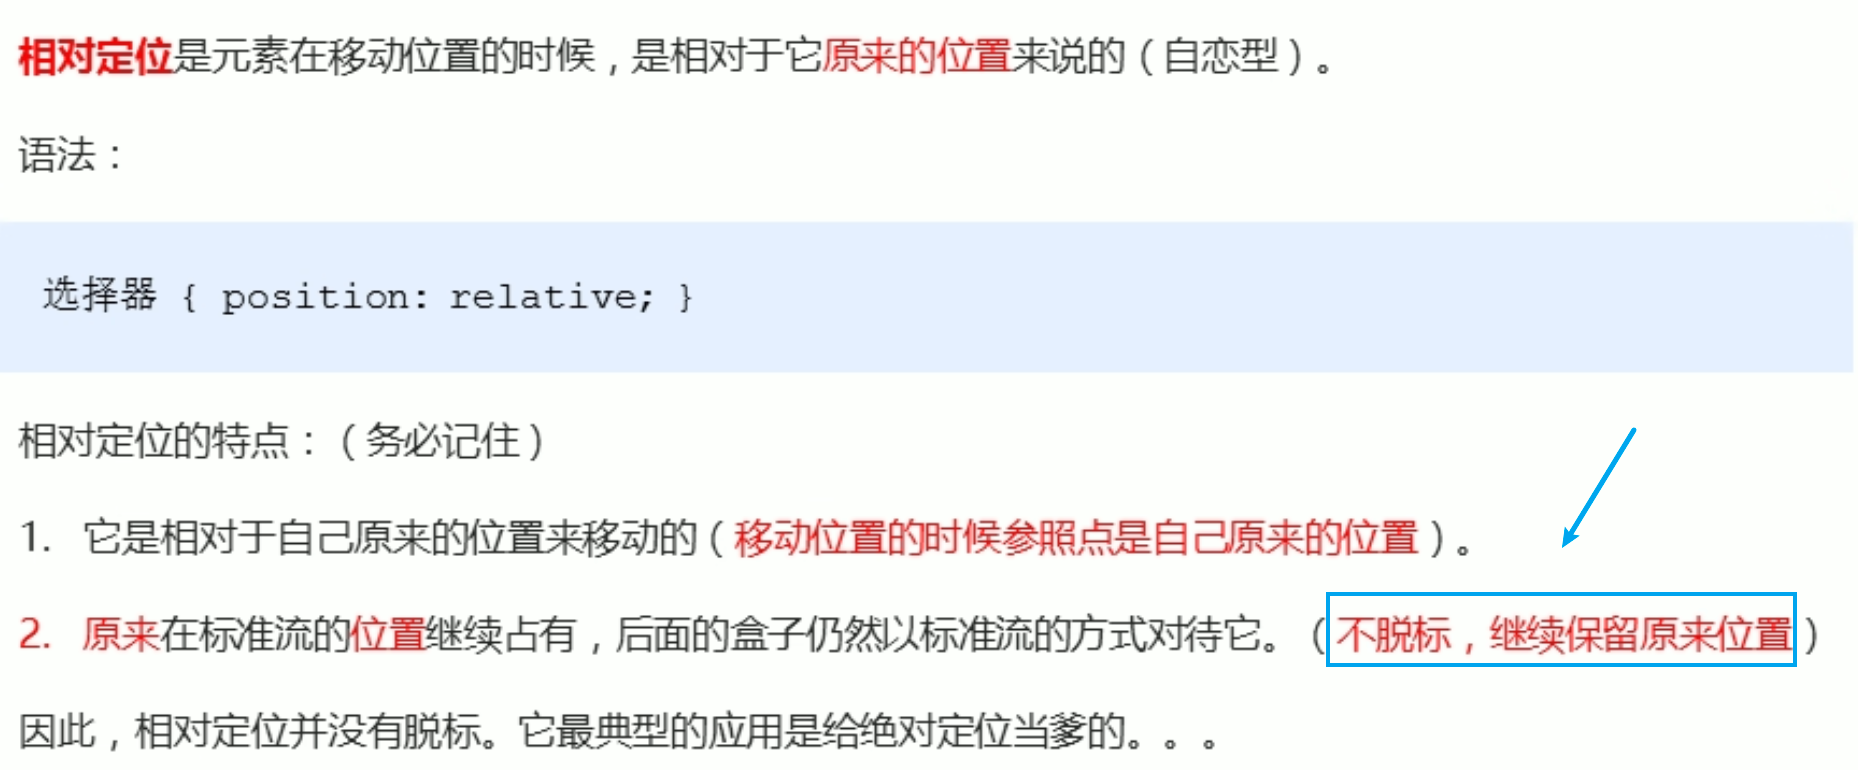 相对定位是元素在移动位置的时候，是相对于它原来的位置来说的（自恋型）。
语法：
选择器 { position: relative; }
相对定位的特点：（务必记住）
1. 它是相对于自己原来的位置来移动的（移动位置的时候参照点是自己原来的位置）。
2. 原来在标准流的位置继续占有，后面的盒子仍然以标准流的方式对待它。（不脱标，继续保留原来位置）
因此，相对定位并没有脱标。它最典型的应用是给绝对定位当爹的。。。